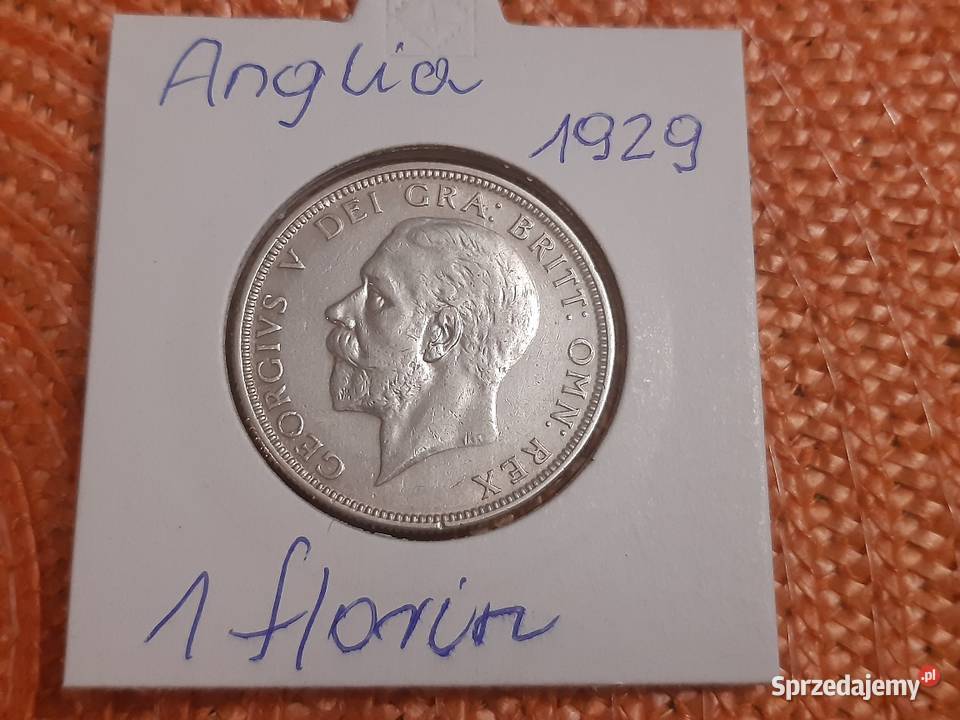 Anglia
1929
GEORGIVS V DEI GRA: BRITT: OMN: REX
1 florin
Sprzedajemy.pl